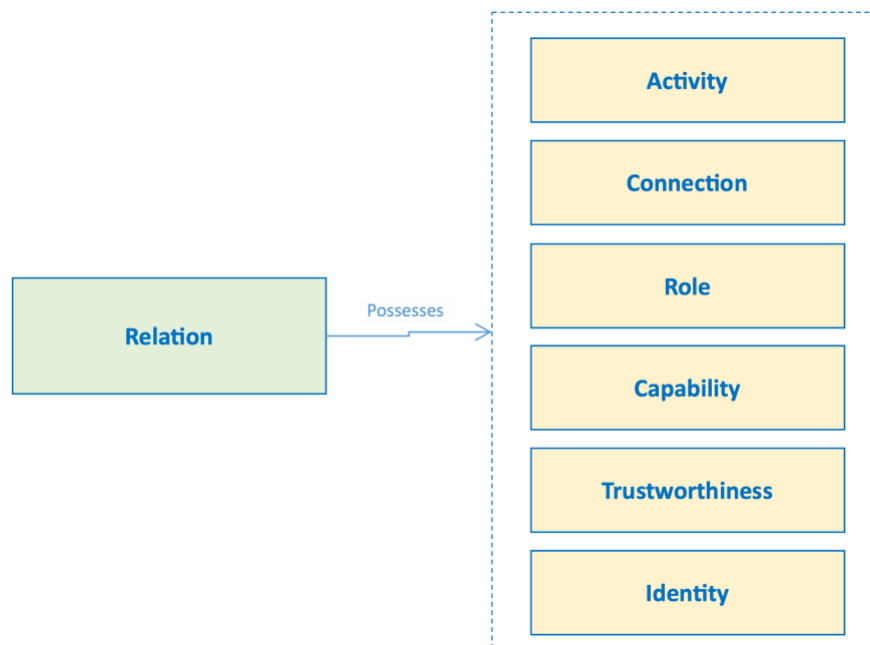 Activity
Connection
Role
Relation
Possesses
Capability
Trustworthiness
Identity